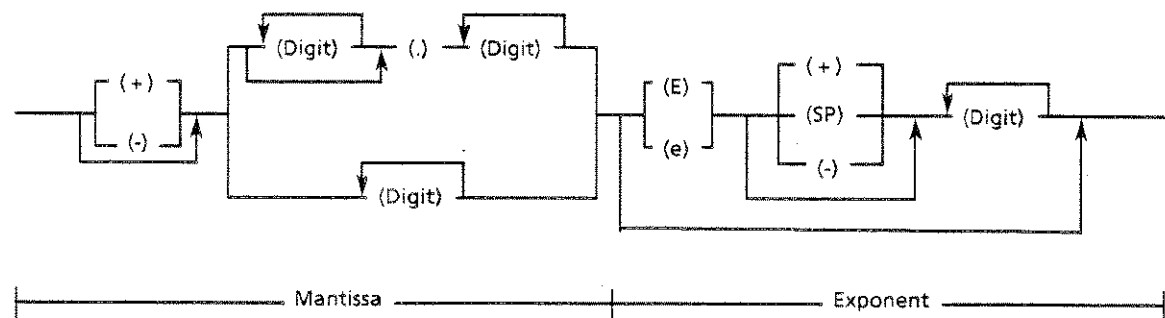 (Digit) (.) (Digit)
(+) (E) (+)
(SP) (Digit)
(-) (e) (-)
(Digit)
Mantissa Exponent